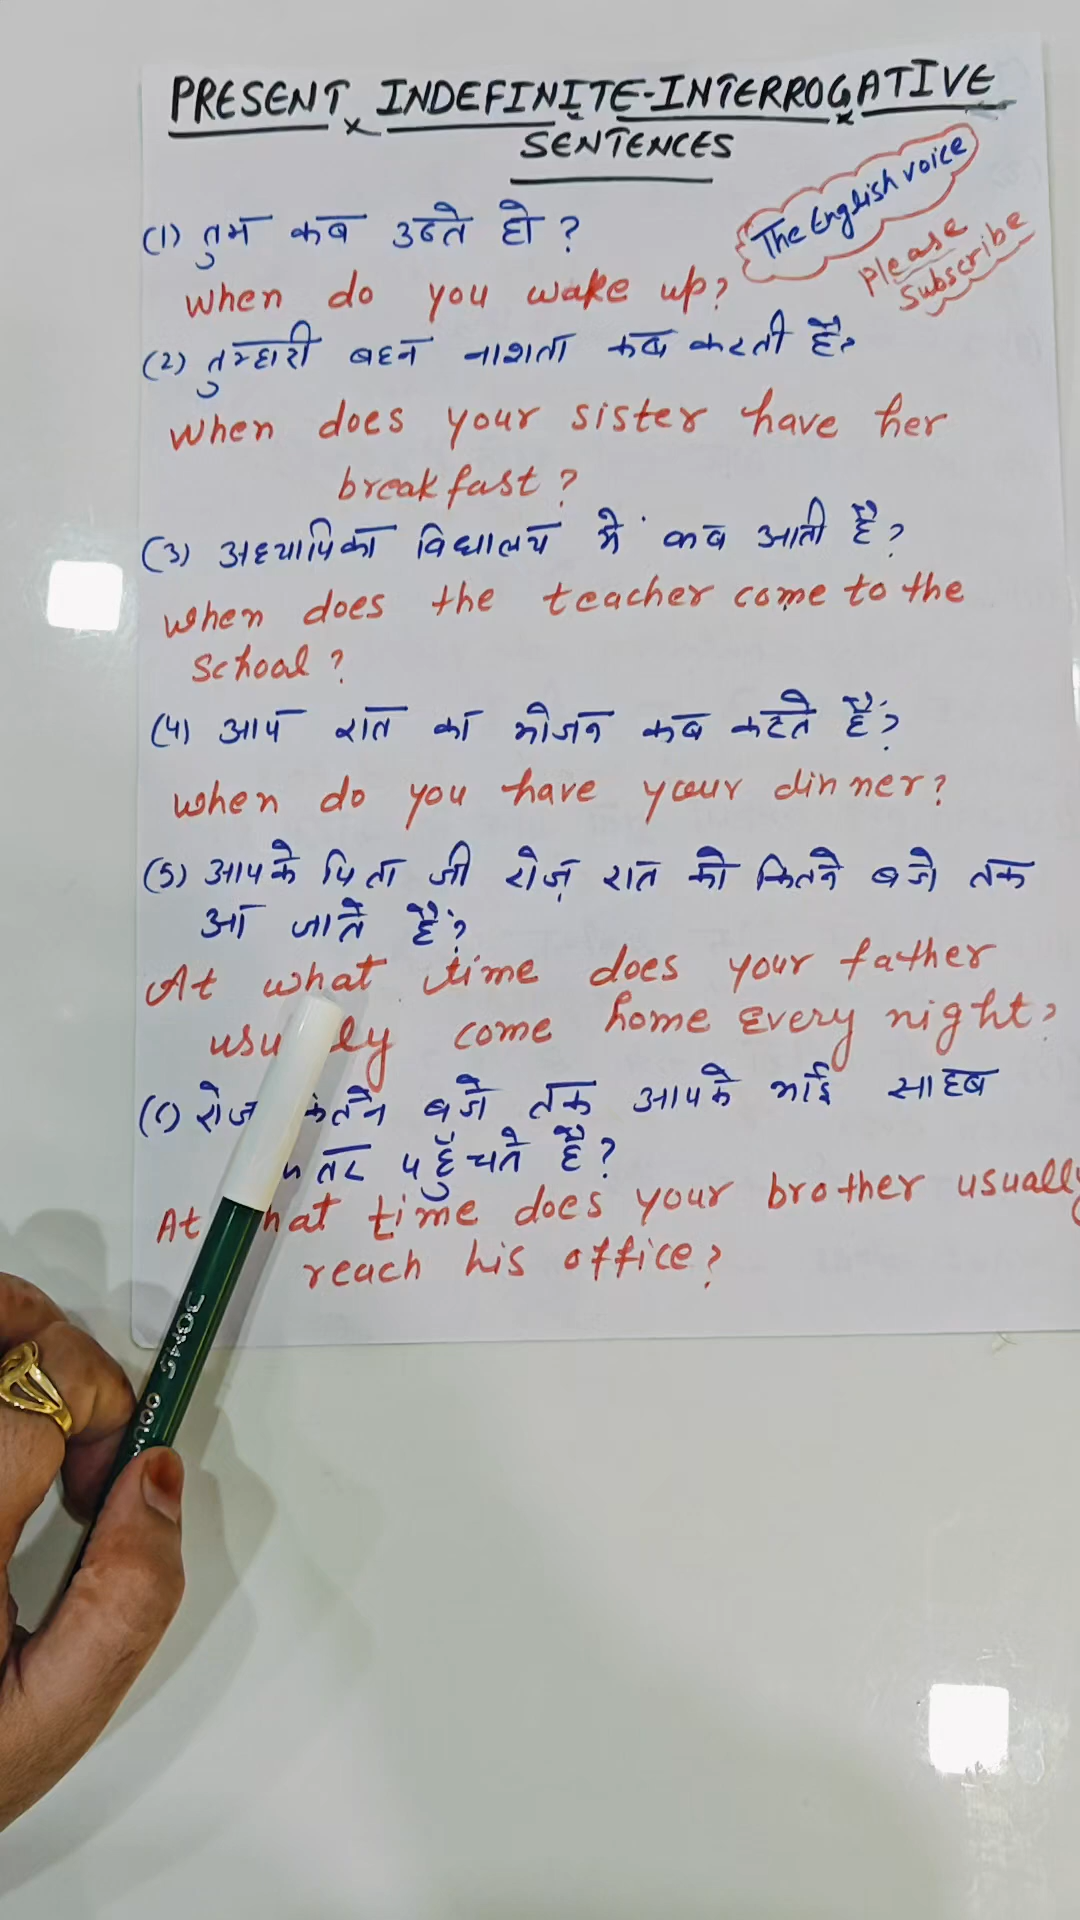 PRESENT INDEFINITE-INTERROGATIVE
SENTENCES
The English voice
Please
Subscribe
(1) तुम कब उठते हो ?
When do you wake up?
(2) तुम्हारी बहन नाशता कब करती है?
When does your sister have her
breakfast ?
(3) अध्यापिका विद्यालय में कब आती है ?
When does the teacher come to the
school ?
(4) आप रात का भोजन कब करते हैं?
When do you have your dinner?
(5) आपके पिता जी रोज़ रात को कितने बजे तक
आ जाते हैं?
At what time does your father
usually come home every night?
(6) रोज बजे तक आपके भाई साहब
पहुँचते हैं ?
At time does your brother usually
reach his office?
DOMS